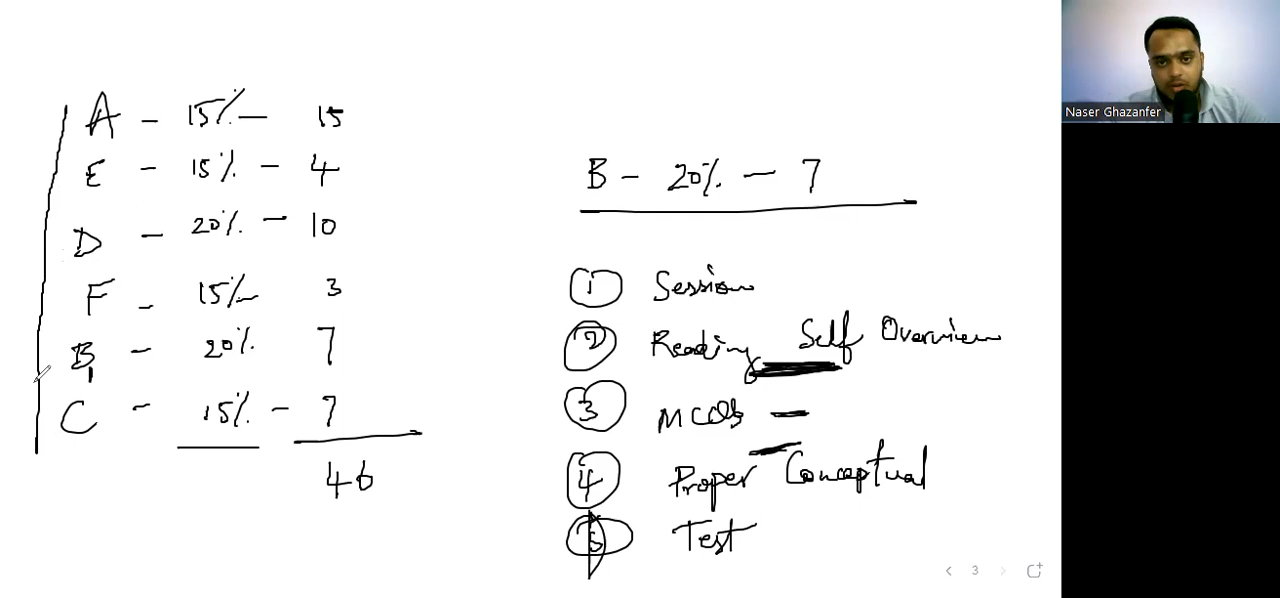 A - 15% - 15
E - 15% - 4
D - 20% - 10
F - 15% - 3
B - 20% 7
C - 15% - 7
46
B - 20% - 7
1 Session
2 Reading Self Overview
3 MCQs -
4 Proper Conceptual
5 Test
Naser Ghazanfer
3